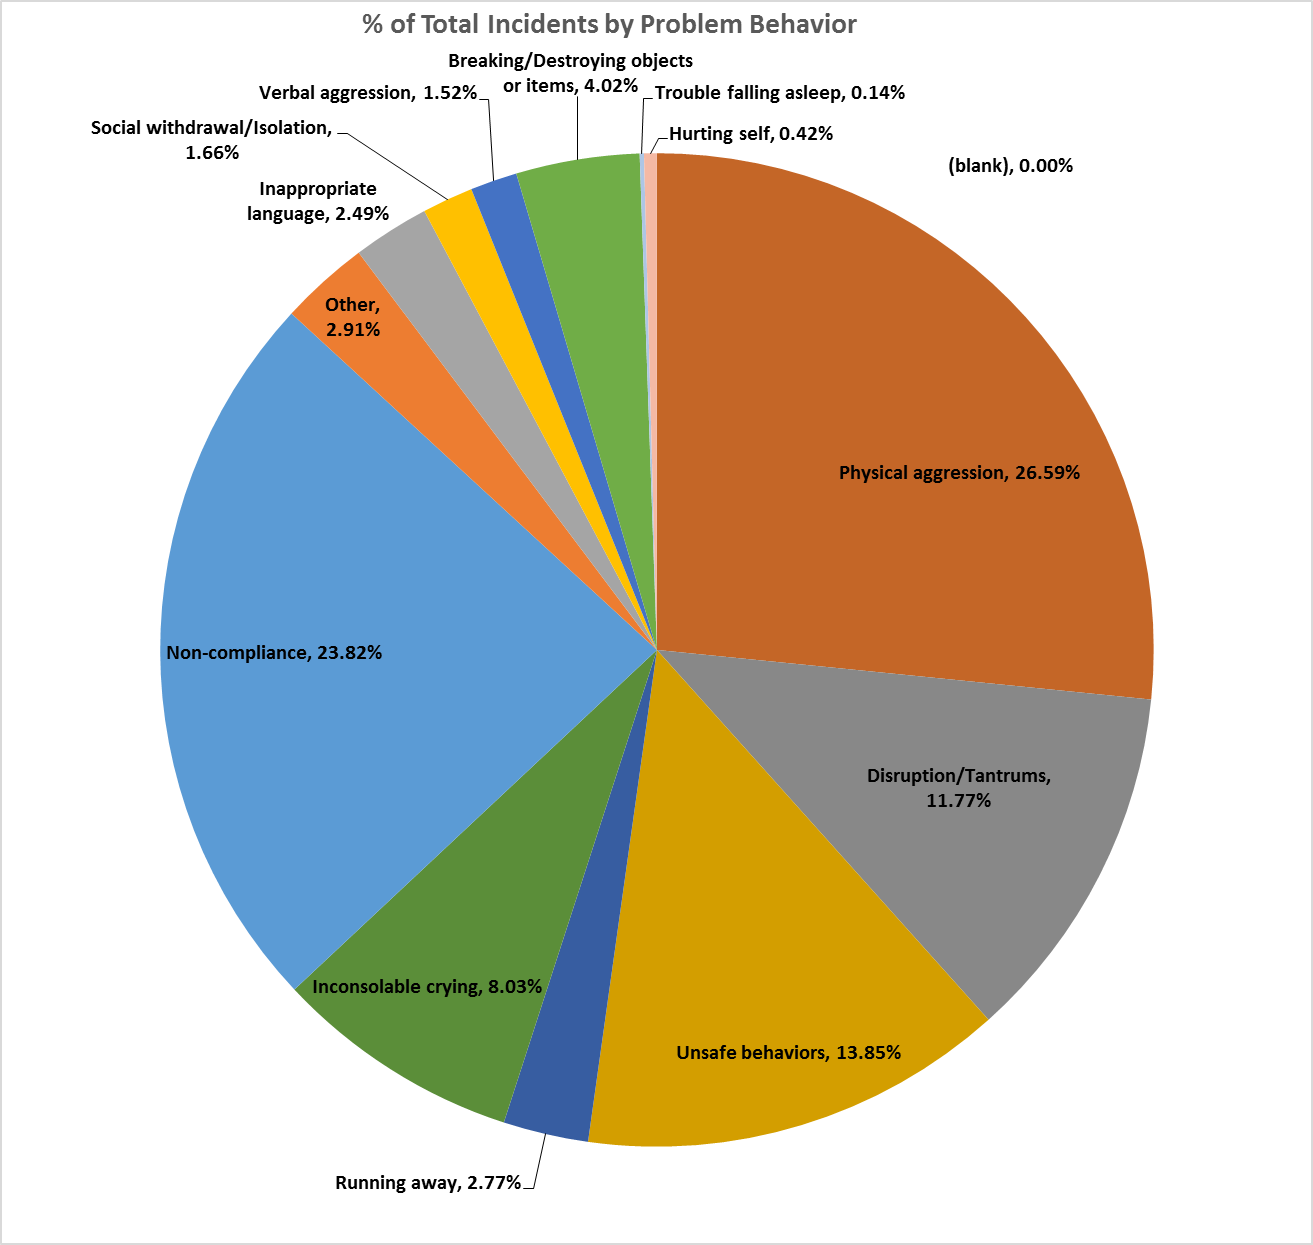 % of Total Incidents by Problem Behavior
Breaking/Destroying objects
or items, 4.02%
Verbal aggression, 1.52%
Trouble falling asleep, 0.14%
Social withdrawal/Isolation,
1.66%
Hurting self, 0.42%
(blank), 0.00%
Inappropriate
language, 2.49%
Other,
2.91%
Physical aggression, 26.59%
Non-compliance, 23.82%
Disruption/Tantrums,
11.77%
Inconsolable crying, 8.03%
Unsafe behaviors, 13.85%
Running away, 2.77%